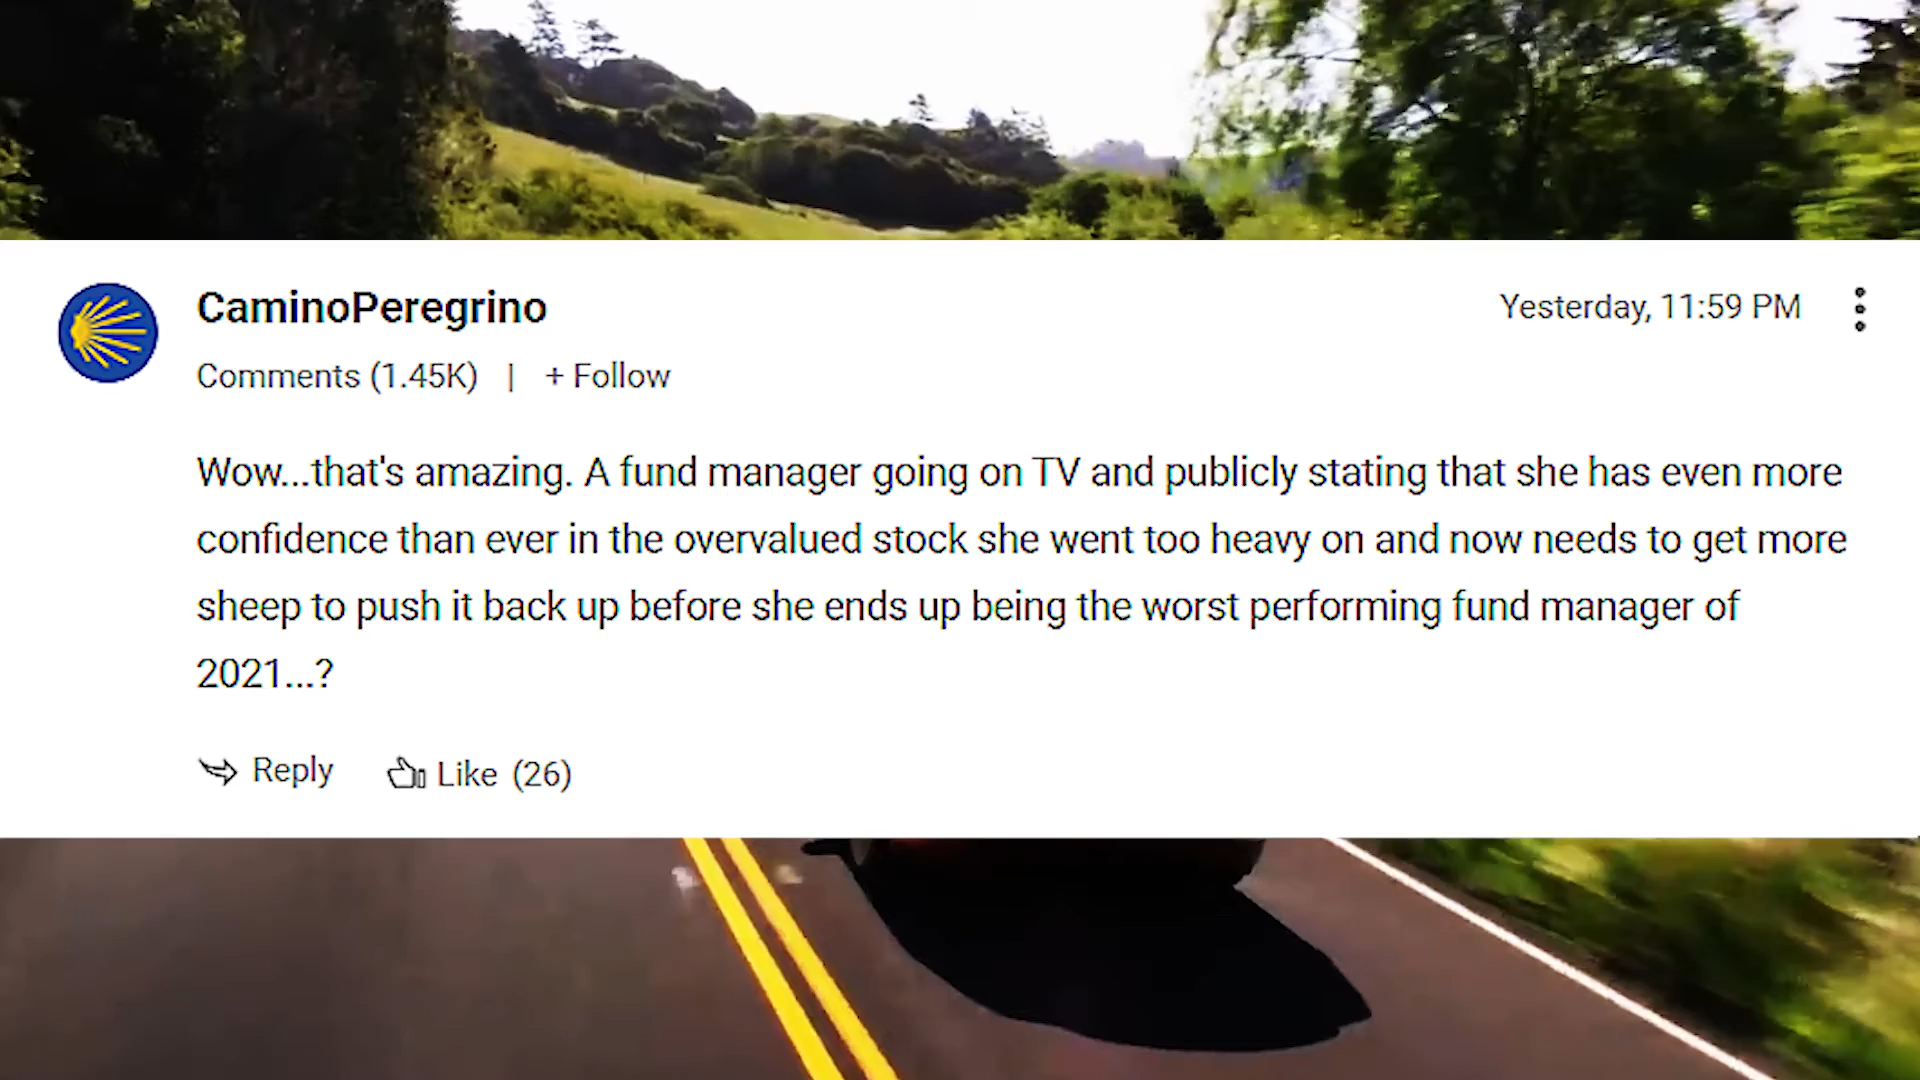 CaminoPeregrino
Yesterday, 11:59 PM
Comments (1.45K) | + Follow
Wow...that's amazing. A fund manager going on TV and publicly stating that she has even more
confidence than ever in the overvalued stock she went too heavy on and now needs to get more
sheep to push it back up before she ends up being the worst performing fund manager of
2021...?
Reply Like (26)